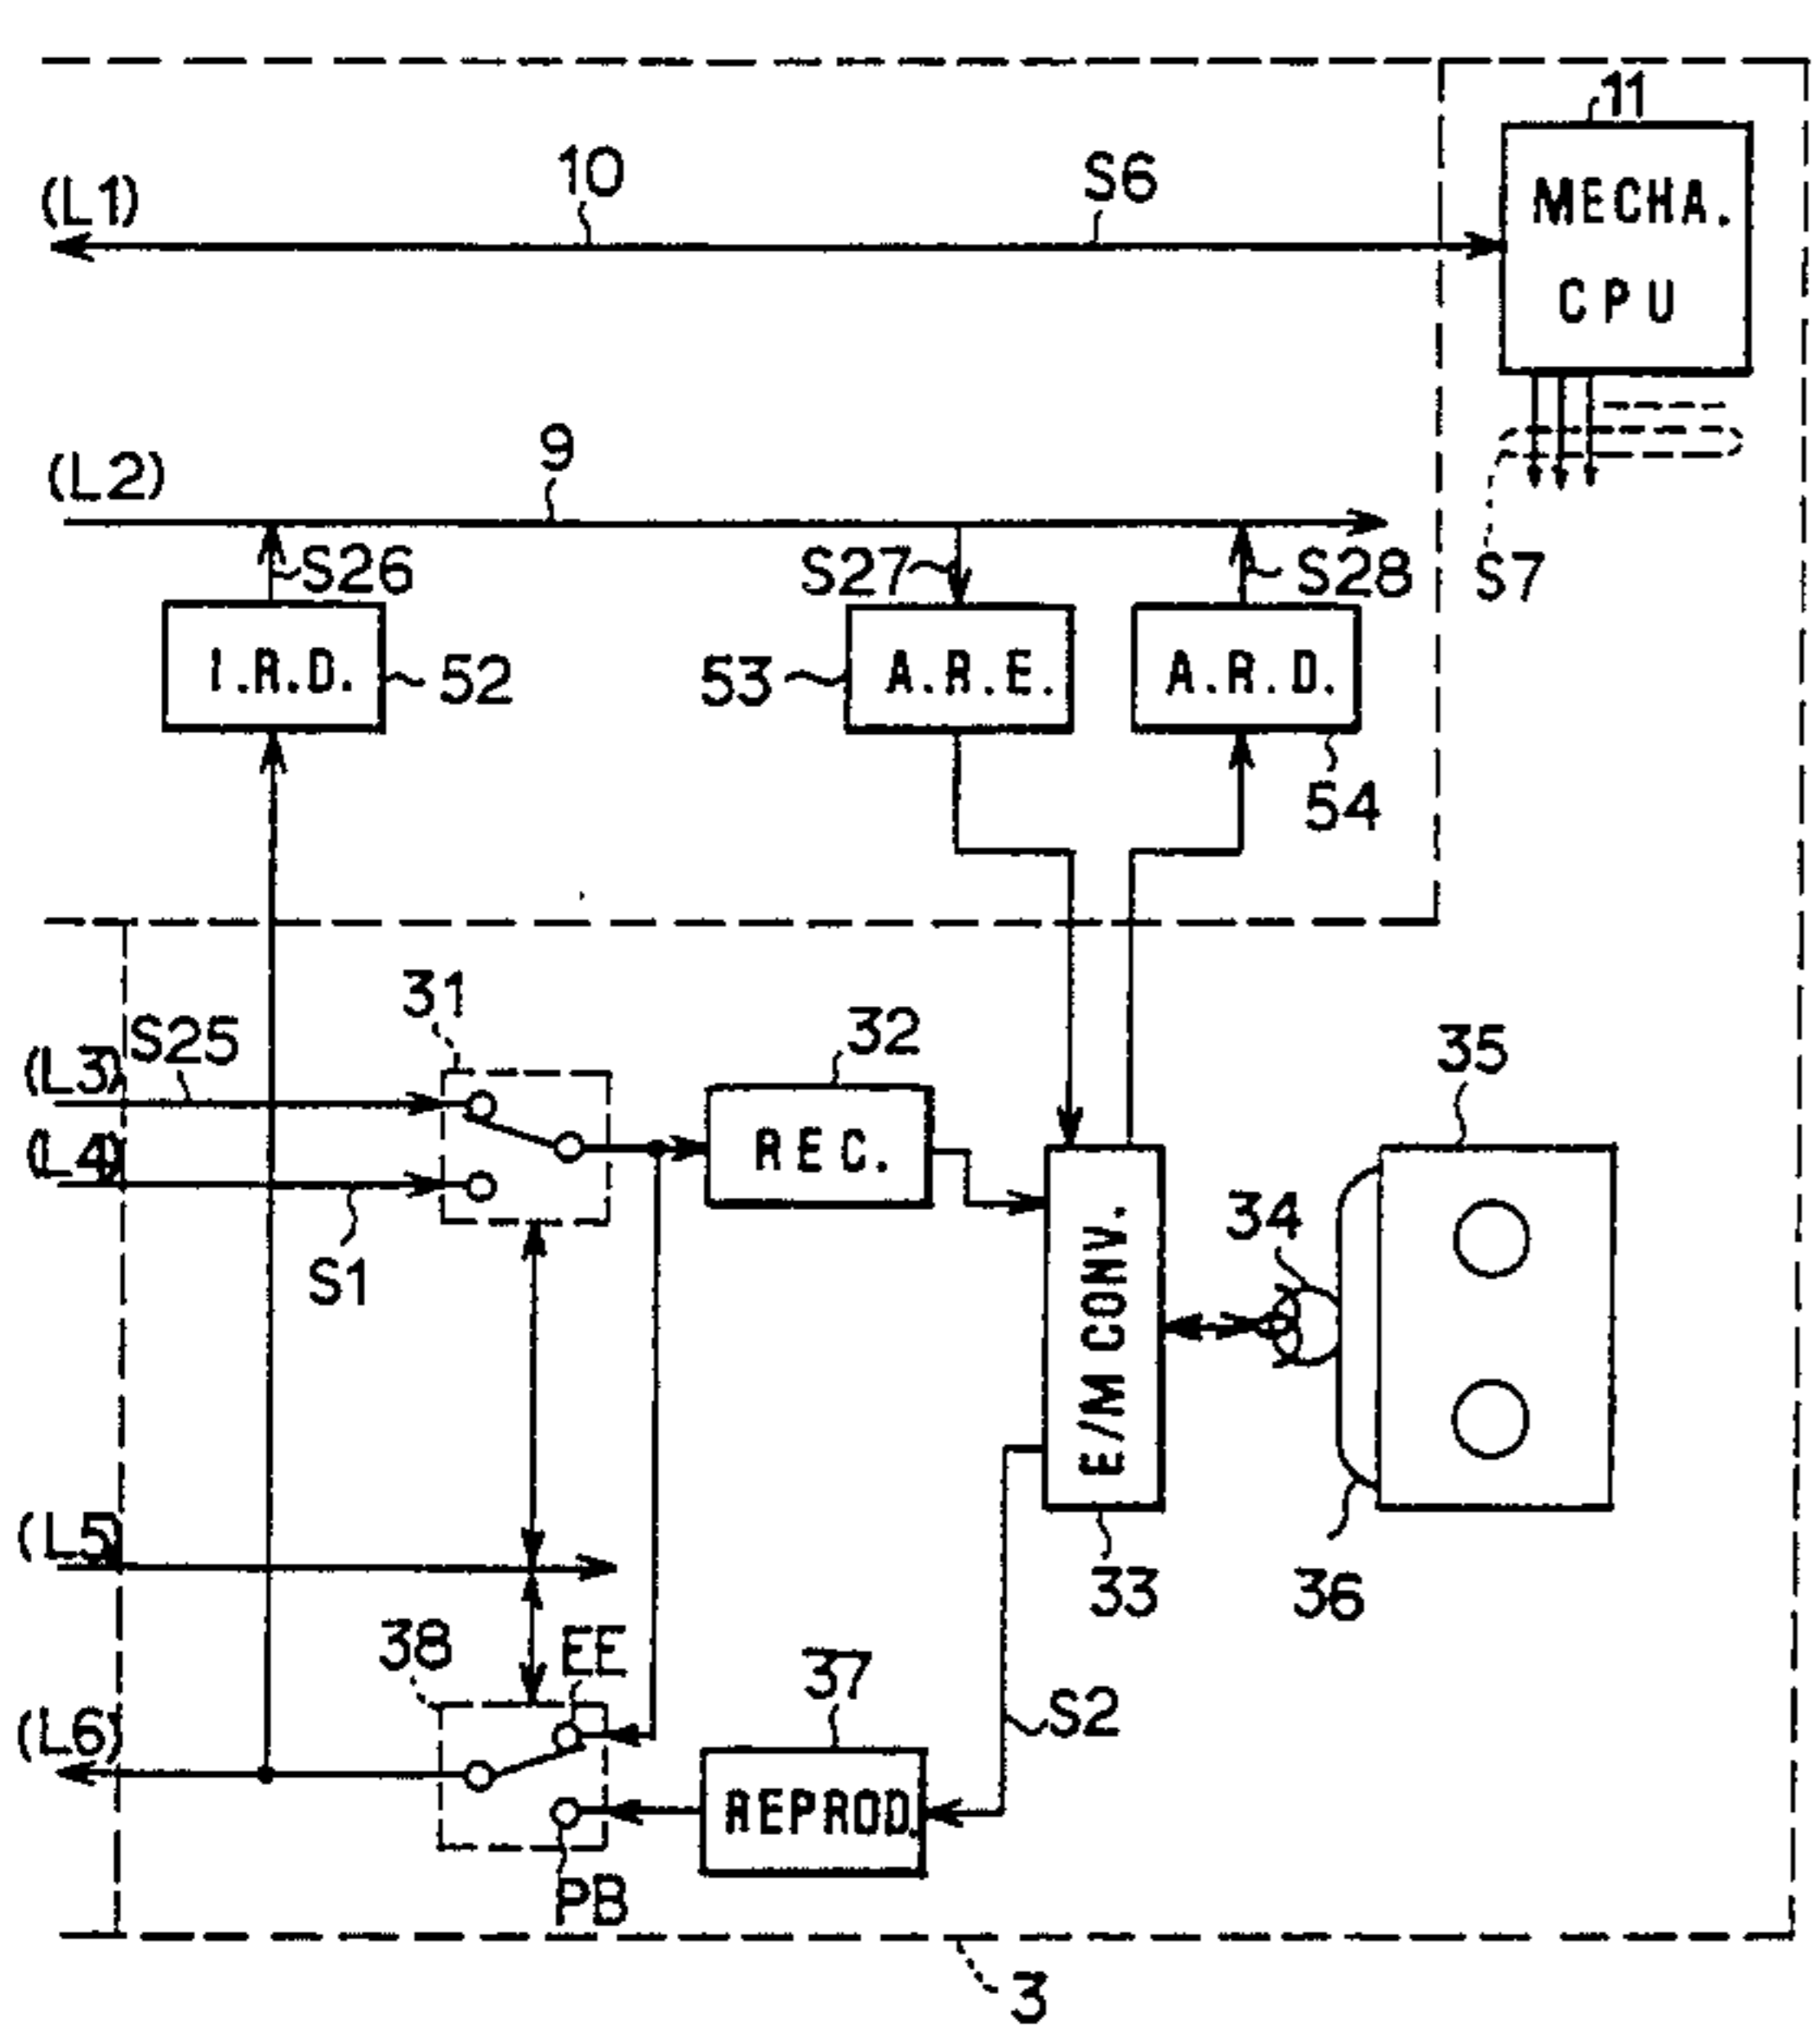 11
(L1)
10
S6
MECHA.
CPU
(L2)
9
S26
S27
S28
S7
I.R.D.
52
53
A.R.E.
A.R.D.
54
31
32
35
(L3)
S25
(L4)
REC.
S1
34
E/M CONV.
(L5)
33
36
38
EE
37
S2
(L6)
REPROD.
PB
3